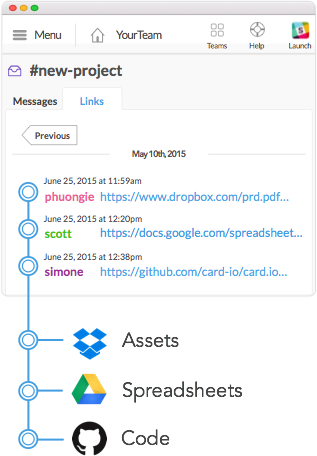 Menu YourTeam Teams Help Launch
#new-project
Messages Links
Previous
May 10th, 2015
June 25, 2015 at 11:59am
phuongie https://www.dropbox.com/prd.pdf...
June 25, 2015 at 12:20pm
scott https://docs.google.com/spreadsheet...
June 25, 2015 at 12:38pm
simone https://github.com/card-io/card.io...
Assets
Spreadsheets
Code